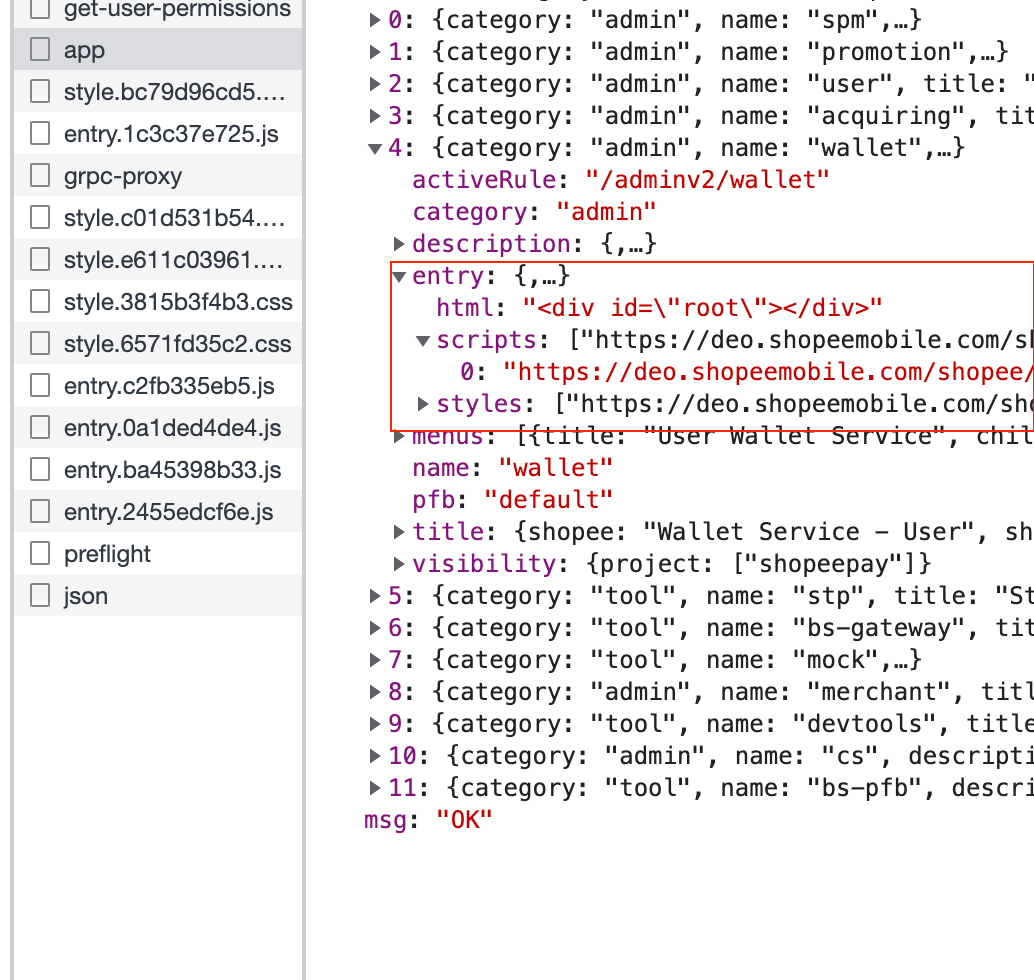 get-user-permissions
app
style.bc79d96cd5.…
entry.1c3c37e725.js
grpc-proxy
style.c01d531b54.…
style.e611c03961.…
style.3815b3f4b3.css
style.6571fd35c2.css
entry.c2fb335eb5.js
entry.0a1ded4de4.js
entry.ba45398b33.js
entry.2455edcf6e.js
preflight
json
0: {category: "admin", name: "spm",…}
1: {category: "admin", name: "promotion",…}
2: {category: "admin", name: "user", title: "
3: {category: "admin", name: "acquiring", tit
4: {category: "admin", name: "wallet",…}
activeRule: "/adminv2/wallet"
category: "admin"
description: {,…}
entry: {,…}
html: "<div id=\"root\"></div>"
scripts: ["https://deo.shopeemobile.com/sh
0: "https://deo.shopeemobile.com/shopee/
styles: ["https://deo.shopeemobile.com/sho
menus: [{title: "User Wallet Service", chil
name: "wallet"
pfb: "default"
title: {shopee: "Wallet Service – User", sh
visibility: {project: ["shopeepay"]}
5: {category: "tool", name: "stp", title: "St
6: {category: "tool", name: "bs-gateway", tit
7: {category: "tool", name: "mock",…}
8: {category: "admin", name: "merchant", titl
9: {category: "tool", name: "devtools", title
10: {category: "admin", name: "cs", descripti
11: {category: "tool", name: "bs-pfb", descri
msg: "OK"